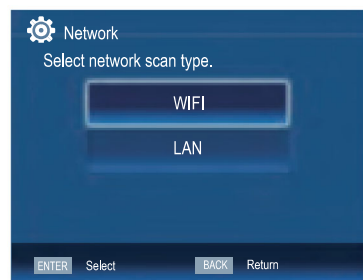 Network
Select network scan type.
WIFI
LAN
ENTER Select BACK Return